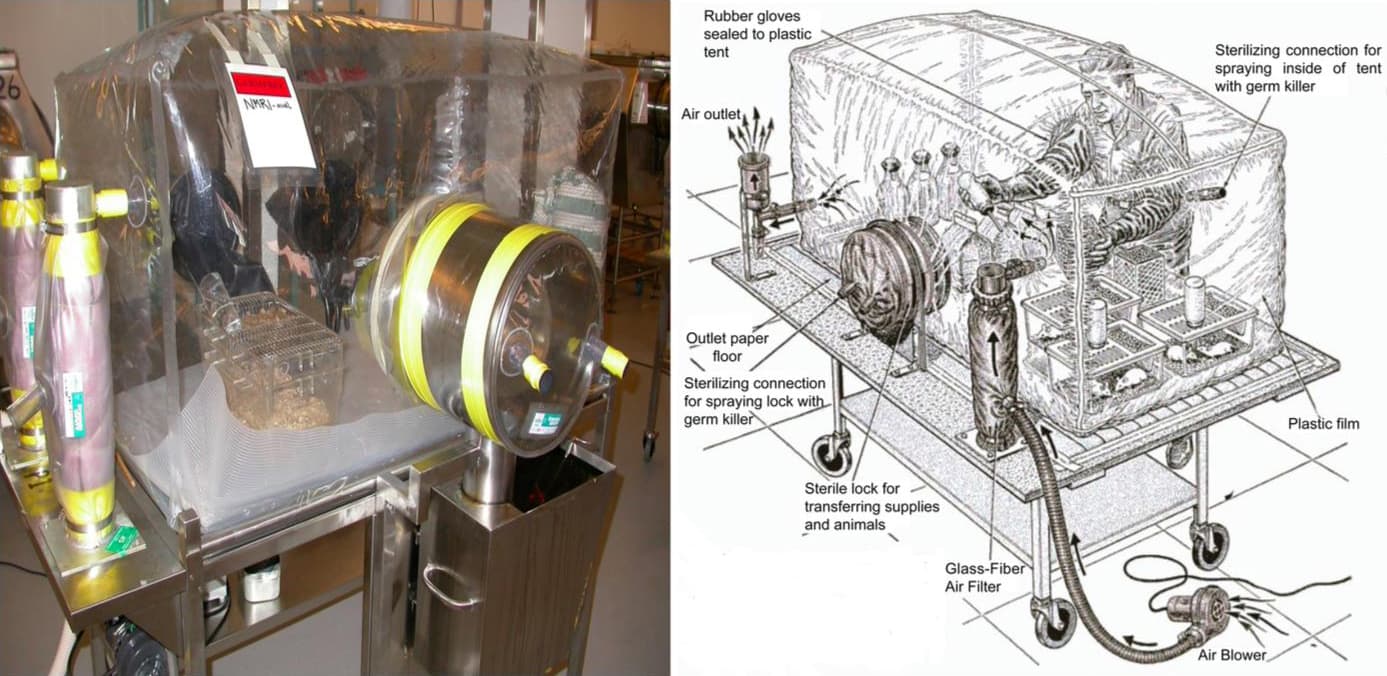 26
NMRI-
Rubber gloves
sealed to plastic
tent
Sterilizing connection for
spraying inside of tent
with germ killer
Air outlet
Outlet paper
floor
Sterilizing connection
for spraying lock with
germ killer
Plastic film
Sterile lock for
transferring supplies
and animals
Glass-Fiber
Air Filter
Air Blower